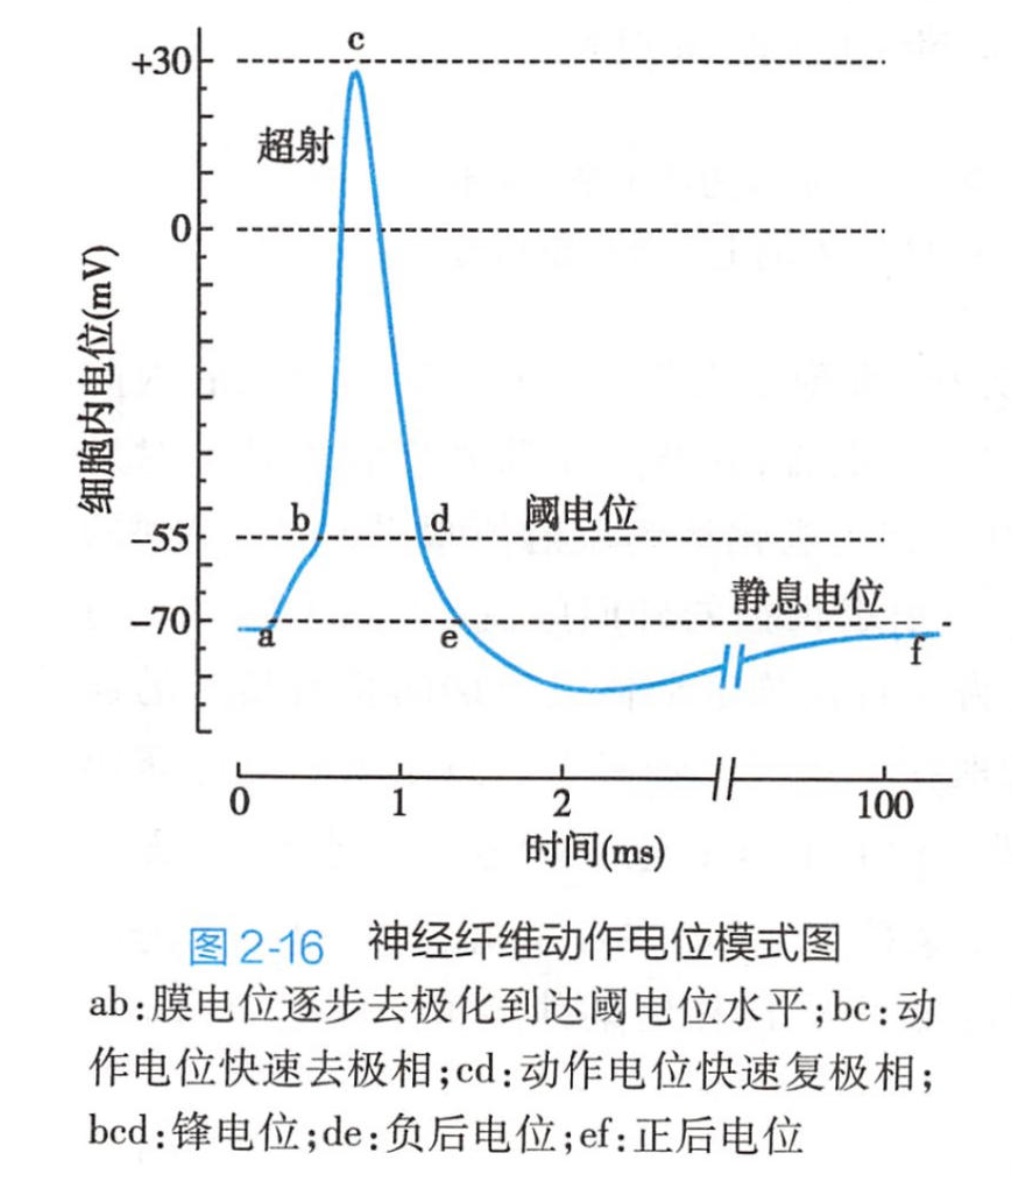 c
+30
超射
0
细胞内电位(mV)
b
d
阈电位
-55
静息电位
-70
a
e
f
0
1
2
100
时间(ms)
图 2-16 神经纤维动作电位模式图
ab:膜电位逐步去极化到达阈电位水平;bc:动
作电位快速去极相;cd:动作电位快速复极相;
bcd:锋电位;de:负后电位;ef:正后电位